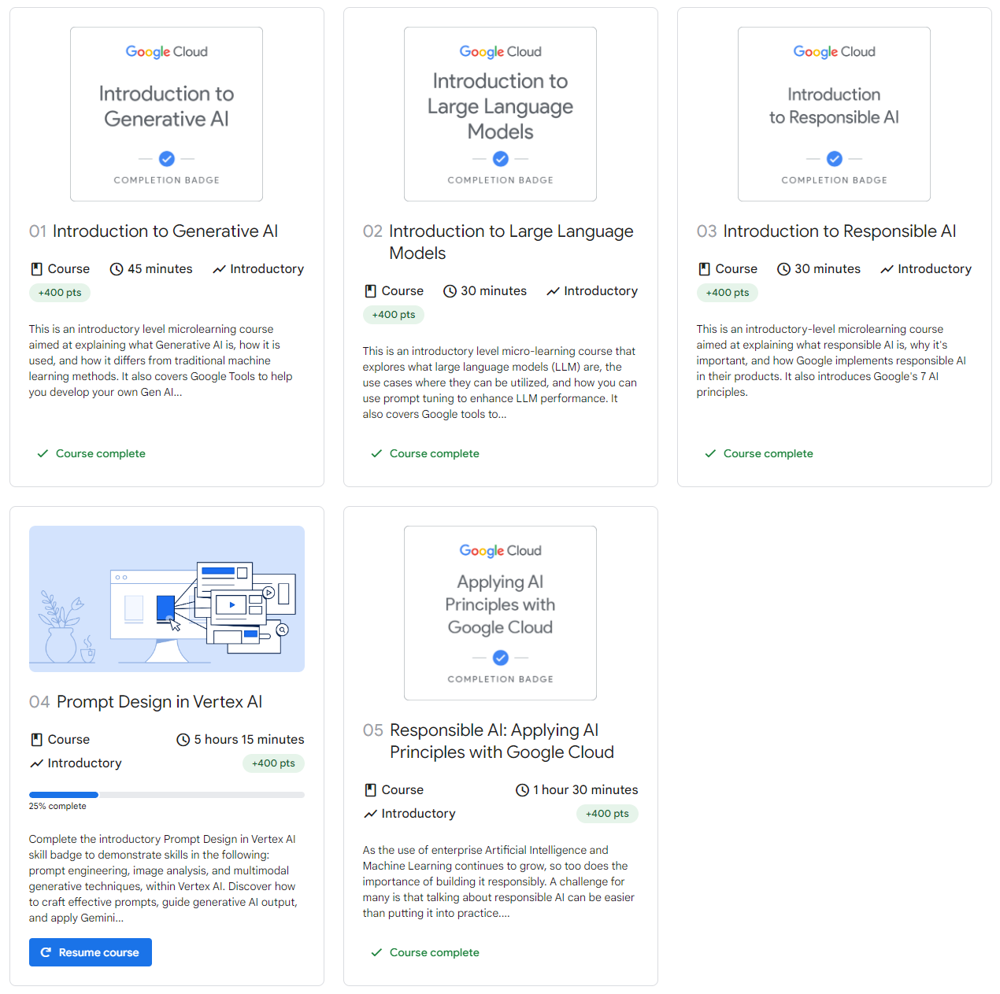 Google Cloud
Introduction to
Generative AI
COMPLETION BADGE
01 Introduction to Generative AI
Course 45 minutes Introductory
+400 pts
This is an introductory level microlearning course
aimed at explaining what Generative AI is, how it is
used, and how it differs from traditional machine
learning methods. It also covers Google Tools to help
you develop your own Gen AI...
Course complete
Google Cloud
Introduction to
Large Language
Models
COMPLETION BADGE
02 Introduction to Large Language
Models
Course 30 minutes Introductory
+400 pts
This is an introductory level micro-learning course that
explores what large language models (LLM) are, the
use cases where they can be utilized, and how you can
use prompt tuning to enhance LLM performance. It
also covers Google tools to...
Course complete
Google Cloud
Introduction
to Responsible AI
COMPLETION BADGE
03 Introduction to Responsible AI
Course 30 minutes Introductory
+400 pts
This is an introductory-level microlearning course
aimed at explaining what responsible AI is, why it's
important, and how Google implements responsible AI
in their products. It also introduces Google's 7 AI
principles.
Course complete
04 Prompt Design in Vertex AI
Course 5 hours 15 minutes
Introductory +400 pts
25% complete
Complete the introductory Prompt Design in Vertex AI
skill badge to demonstrate skills in the following:
prompt engineering, image analysis, and multimodal
generative techniques, within Vertex AI. Discover how
to craft effective prompts, guide generative AI output,
and apply Gemini...
Resume course
Google Cloud
Applying AI
Principles with
Google Cloud
COMPLETION BADGE
05 Responsible AI: Applying AI
Principles with Google Cloud
Course 1 hour 30 minutes
Introductory +400 pts
As the use of enterprise Artificial Intelligence and
Machine Learning continues to grow, so too does the
importance of building it responsibly. A challenge for
many is that talking about responsible AI can be easier
than putting it into practice....
Course complete